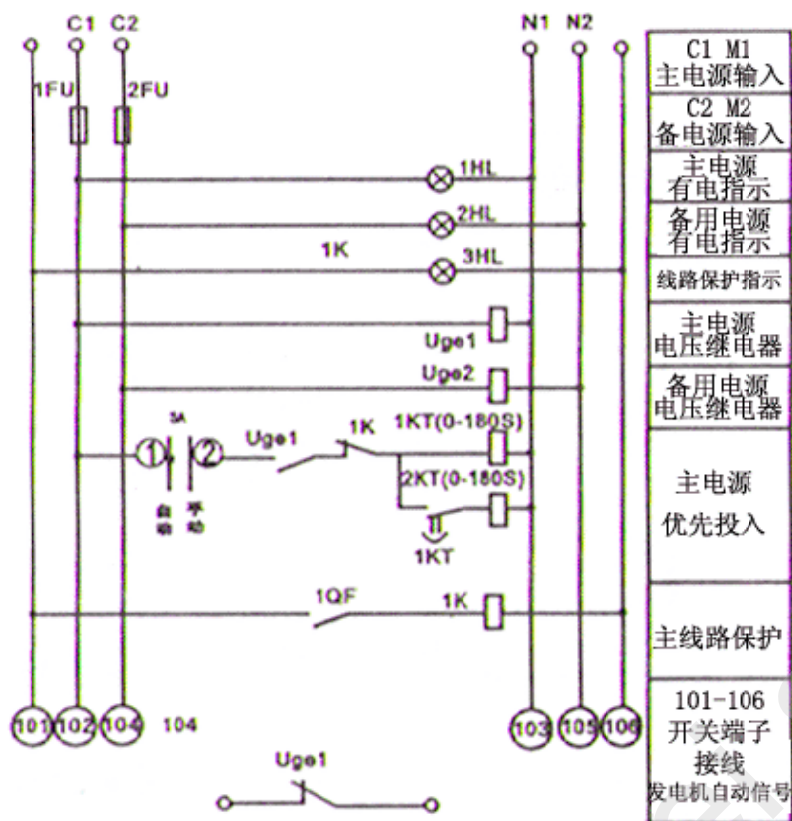 C1 C2
N1 N2
1FU 2FU
1HL
2HL
1K
3HL
Uge1
Uge2
SA
① ②
Uge1
1K
1KT(0-180S)
2KT(0-180S)
自动
手动
1KT
1QF
1K
101 102 104 104
103 105 106
Uge1
C1 M1
主电源输入
C2 M2
备电源输入
主电源
有电指示
备用电源
有电指示
线路保护指示
主电源
电压继电器
备用电源
电压继电器
主电源
优先投入
主线路保护
101-106
开关端子
接线
发电机自动信号